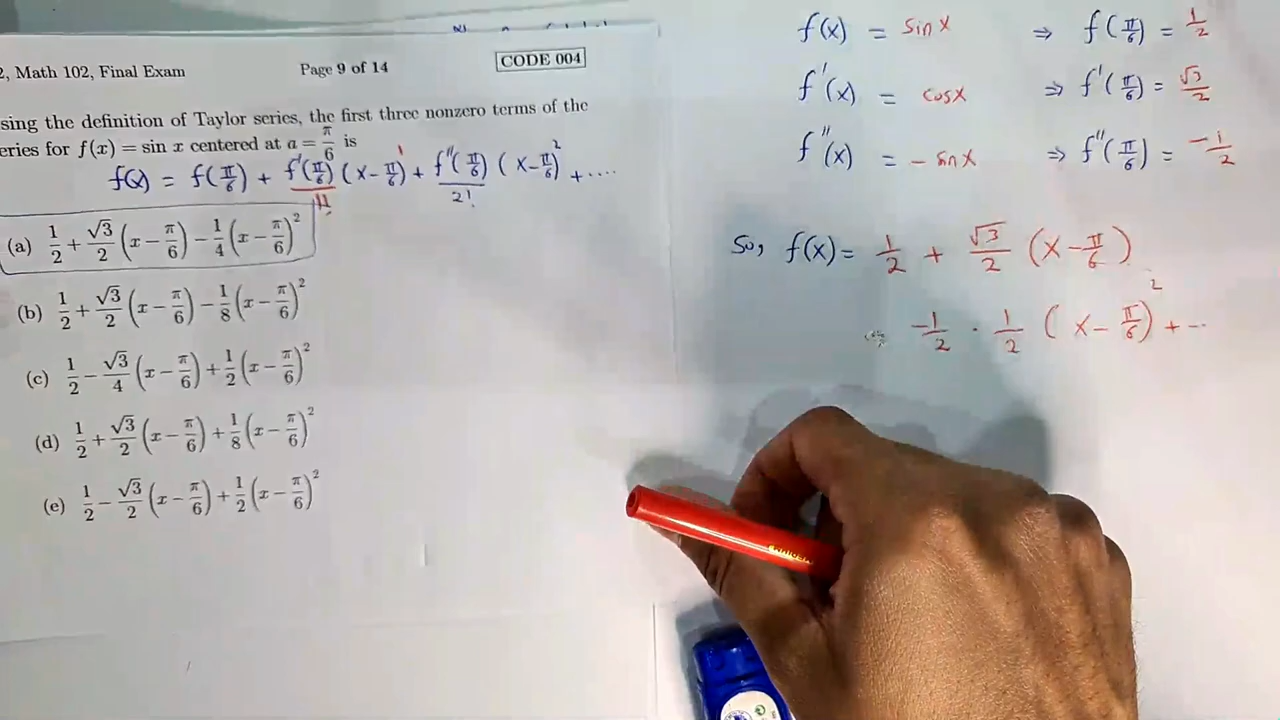 2, Math 102, Final Exam Page 9 of 14 CODE 004
sing the definition of Taylor series, the first three nonzero terms of the
eries for f(x) = sin x centered at a = π/6 is
f(x) = f(π/6) + f'(π/6)/1! (x-π/6)^1 + f''(π/6)/2! (x-π/6)^2 + ....
(a) 1/2 + √3/2 (x − π/6) − 1/4 (x − π/6)^2
(b) 1/2 + √3/2 (x − π/6) − 1/8 (x − π/6)^2
(c) 1/2 − √3/4 (x − π/6) + 1/2 (x − π/6)^2
(d) 1/2 + √3/2 (x − π/6) + 1/8 (x − π/6)^2
(e) 1/2 − √3/2 (x − π/6) + 1/2 (x − π/6)^2
f(x) = sin x ⇒ f(π/6) = 1/2
f'(x) = cos x ⇒ f'(π/6) = √3/2
f''(x) = - sin x ⇒ f''(π/6) = -1/2
So, f(x) = 1/2 + √3/2 (x-π/6)
-1/2 · 1/2 (x-π/6)^2 + ...